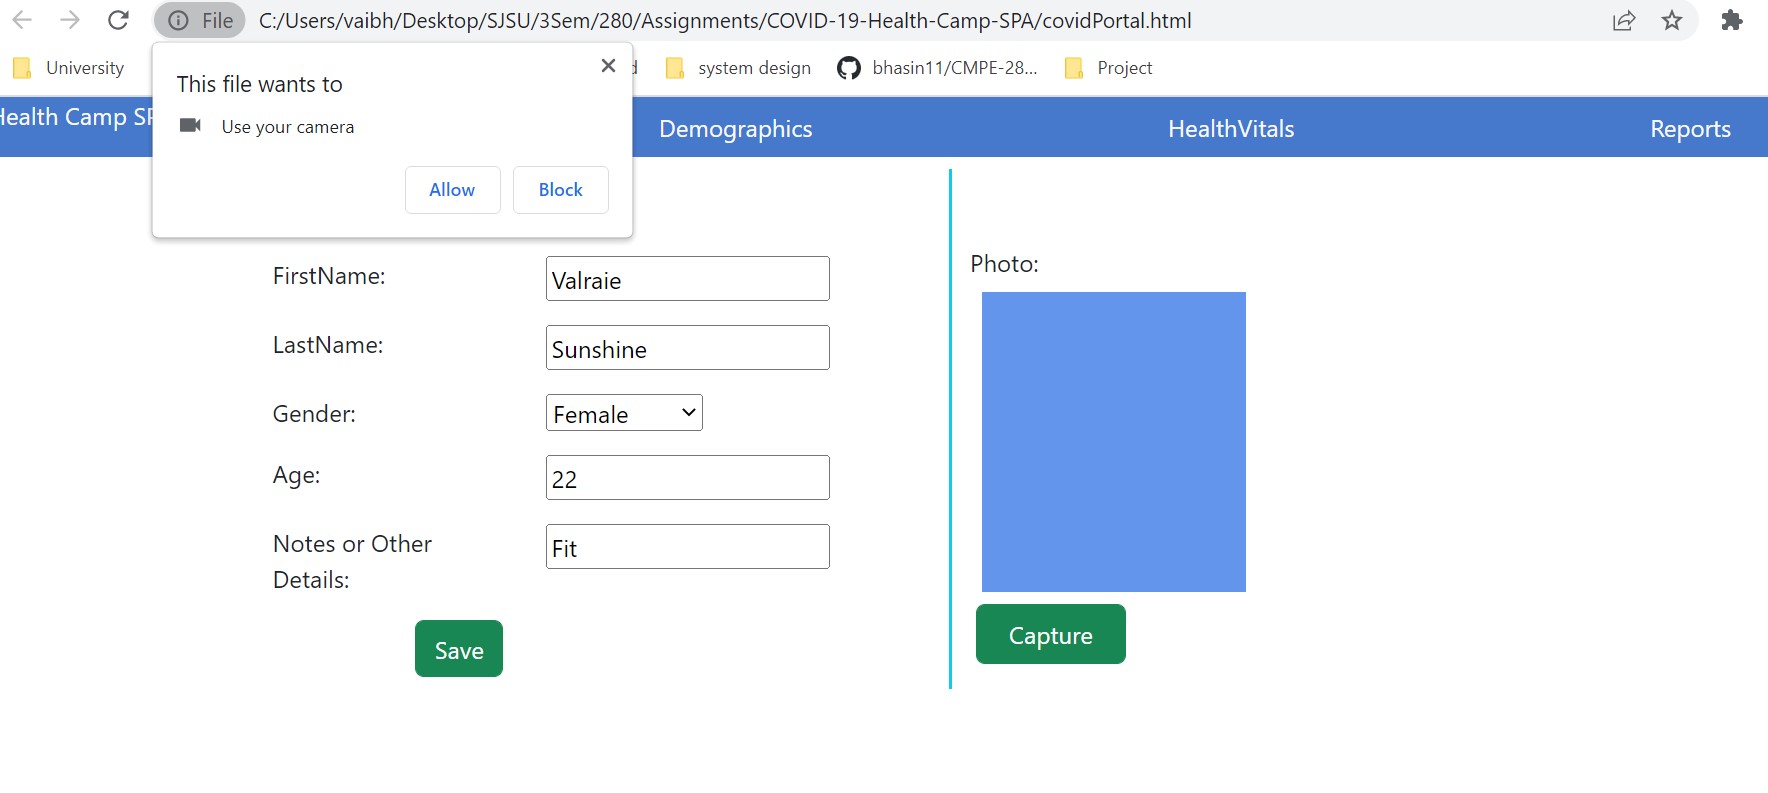 File C:/Users/vaibh/Desktop/SJSU/3Sem/280/Assignments/COVID-19-Health-Camp-SPA/covidPortal.html
University system design bhasin11/CMPE-28... Project
This file wants to
Use your camera
Allow Block
Health Camp Demographics HealthVitals Reports
FirstName: Valraie
LastName: Sunshine
Gender: Female
Age: 22
Notes or Other
Details:
Fit
Save
Photo:
Capture